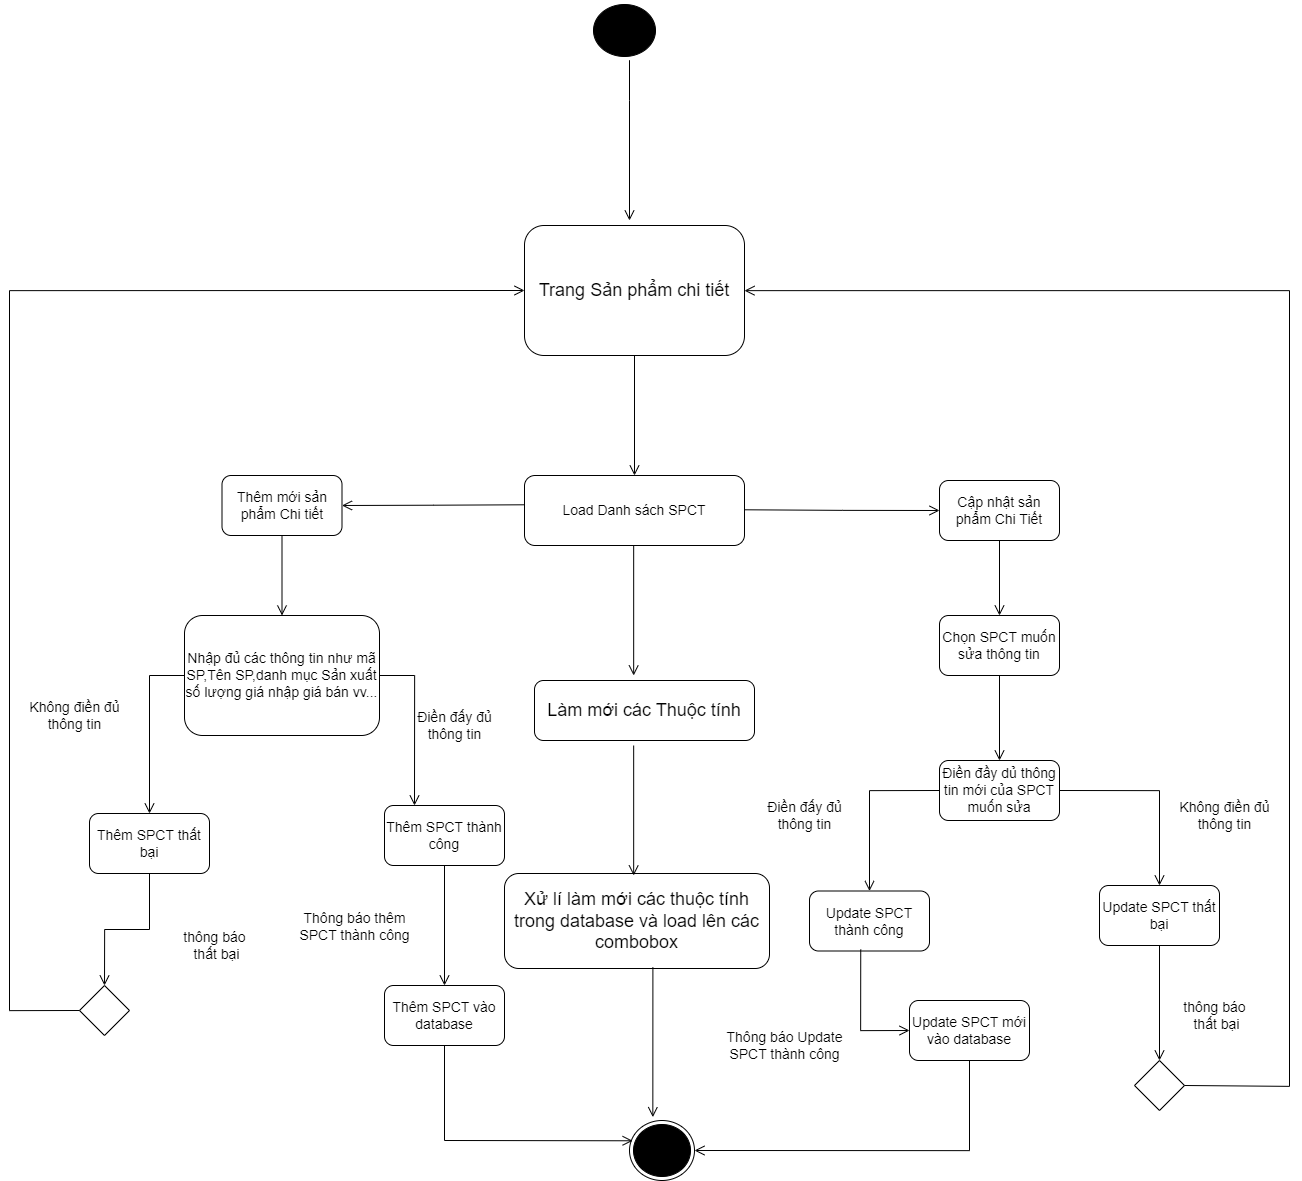 Trang Sản phẩm chi tiết
Thêm mới sản
phẩm Chi tiết
Load Danh sách SPCT
Cập nhật sản
phẩm Chi Tiết
Nhập đủ các thông tin như mã
SP,Tên SP,danh mục Sản xuất
số lượng giá nhập giá bán vv...
Chọn SPCT muốn
sửa thông tin
Không điền đủ
thông tin
Điền đấy đủ
thông tin
Làm mới các Thuộc tính
Điền đầy dủ thông
tin mới của SPCT
muốn sửa
Điền đấy đủ
thông tin
Không điền đủ
thông tin
Thêm SPCT thất
bại
Thêm SPCT thành
công
Xử lí làm mới các thuộc tính
trong database và load lên các
combobox
Update SPCT
thành công
Update SPCT thất
bại
Thông báo thêm
SPCT thành công
thông báo
thất bại
Thêm SPCT vào
database
Thông báo Update
SPCT thành công
Update SPCT mới
vào database
thông báo
thất bại